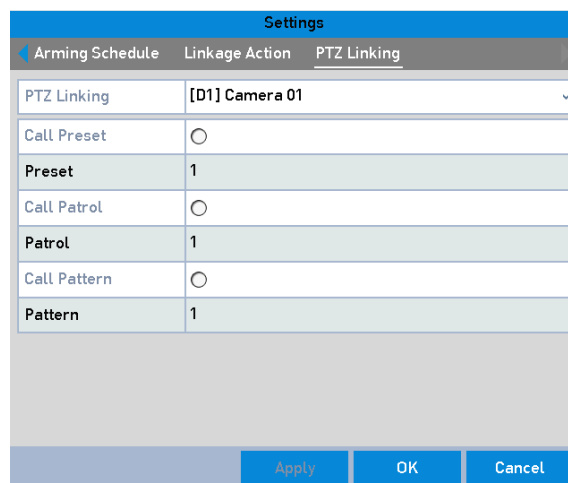 Settings
Arming Schedule Linkage Action PTZ Linking
PTZ Linking [D1] Camera 01
Call Preset
Preset 1
Call Patrol
Patrol 1
Call Pattern
Pattern 1
Apply OK Cancel